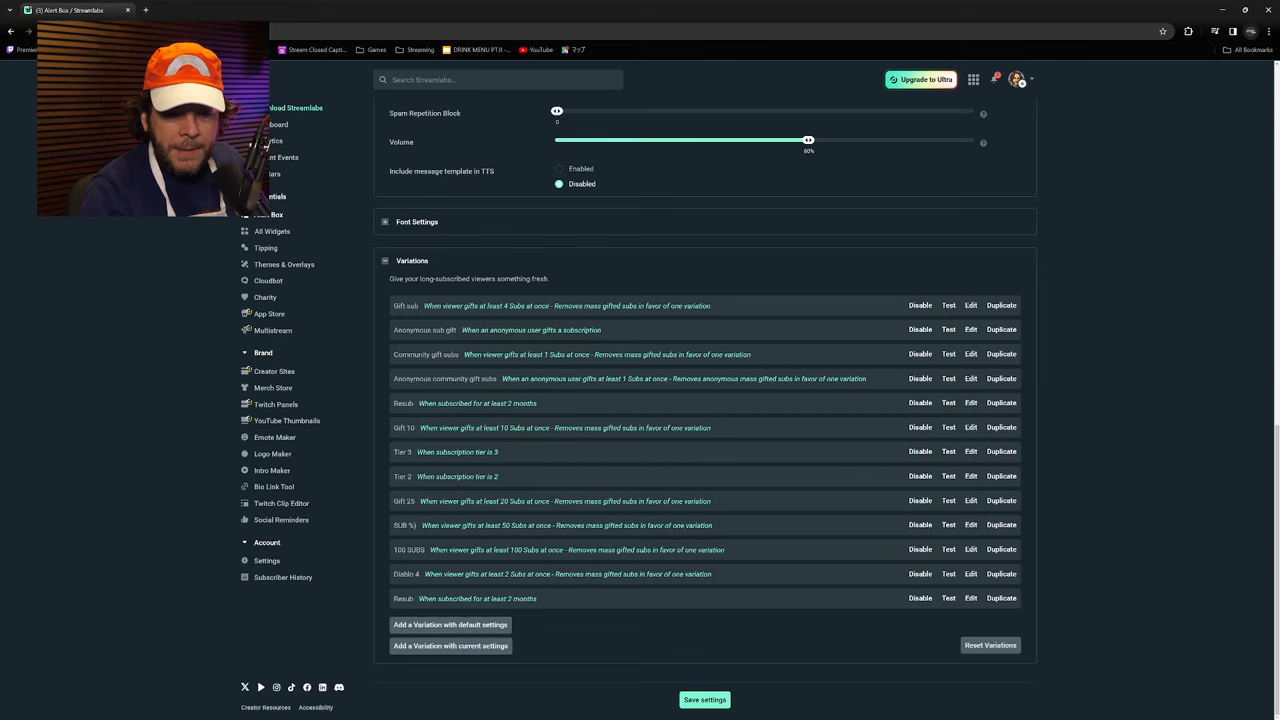 (3) Alert Box / Streamlabs
Premier
Stream Closed Capti...
Games
Streaming
DRINK MENU PT.II -...
YouTube
マップ
All Bookmarks
Search Streamlabs...
Upgrade to Ultra
nload Streamlabs
board
ytics
nt Events
tars
entials
Alert Box
All Widgets
Tipping
Themes & Overlays
Cloudbot
Charity
App Store
Multistream
Brand
Creator Sites
Merch Store
Twitch Panels
YouTube Thumbnails
Emote Maker
Logo Maker
Intro Maker
Bio Link Tool
Twitch Clip Editor
Social Reminders
Account
Settings
Subscriber History
Creator Resources Accessibility
Spam Repetition Block
0
Volume
60%
Include message template in TTS
Enabled
Disabled
Font Settings
Variations
Give your long-subscribed viewers something fresh.
Gift sub When viewer gifts at least 4 Subs at once - Removes mass gifted subs in favor of one variation Disable Test Edit Duplicate
Anonymous sub gift When an anonymous user gifts a subscription Disable Test Edit Duplicate
Community gift subs When viewer gifts at least 1 Subs at once - Removes mass gifted subs in favor of one variation Disable Test Edit Duplicate
Anonymous community gift subs When an anonymous user gifts at least 1 Subs at once - Removes anonymous mass gifted subs in favor of one variation Disable Test Edit Duplicate
Resub When subscribed for at least 2 months Disable Test Edit Duplicate
Gift 10 When viewer gifts at least 10 Subs at once - Removes mass gifted subs in favor of one variation Disable Test Edit Duplicate
Tier 3 When subscription tier is 3 Disable Test Edit Duplicate
Tier 2 When subscription tier is 2 Disable Test Edit Duplicate
Gift 25 When viewer gifts at least 20 Subs at once - Removes mass gifted subs in favor of one variation Disable Test Edit Duplicate
SUB %) When viewer gifts at least 50 Subs at once - Removes mass gifted subs in favor of one variation Disable Test Edit Duplicate
100 SUBS When viewer gifts at least 100 Subs at once - Removes mass gifted subs in favor of one variation Disable Test Edit Duplicate
Diablo 4 When viewer gifts at least 2 Subs at once - Removes mass gifted subs in favor of one variation Disable Test Edit Duplicate
Resub When subscribed for at least 2 months Disable Test Edit Duplicate
Add a Variation with default settings
Add a Variation with current settings
Reset Variations
Save settings